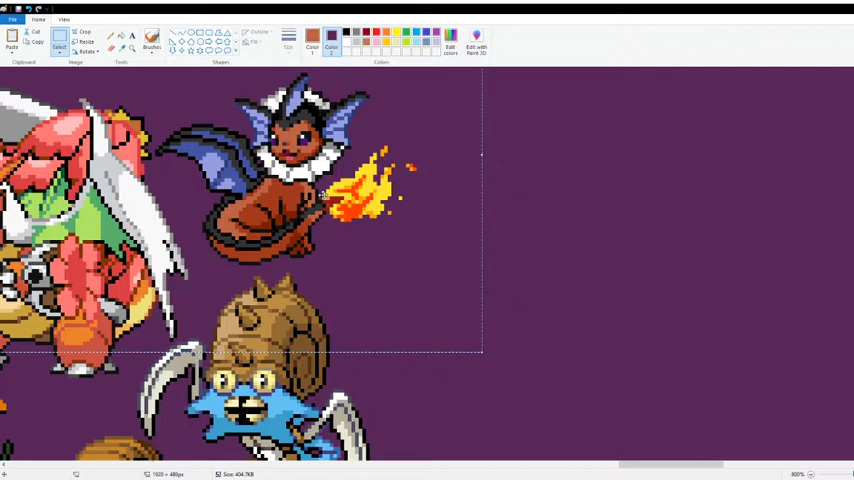 File
Home
View
Paste
Cut
Copy
Clipboard
Select
Crop
Resize
Rotate
Image
A
Tools
Brushes
Outline
Fill
Shapes
Size
Color
1
Color
2
Edit
colors
Edit with
Paint 3D
Colors
1920 × 480px
Size: 404.7KB
800%